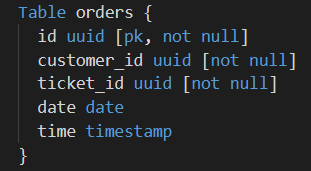 Table orders {
  id uuid [pk, not null]
  customer_id uuid [not null]
  ticket_id uuid [not null]
  date date
  time timestamp
}